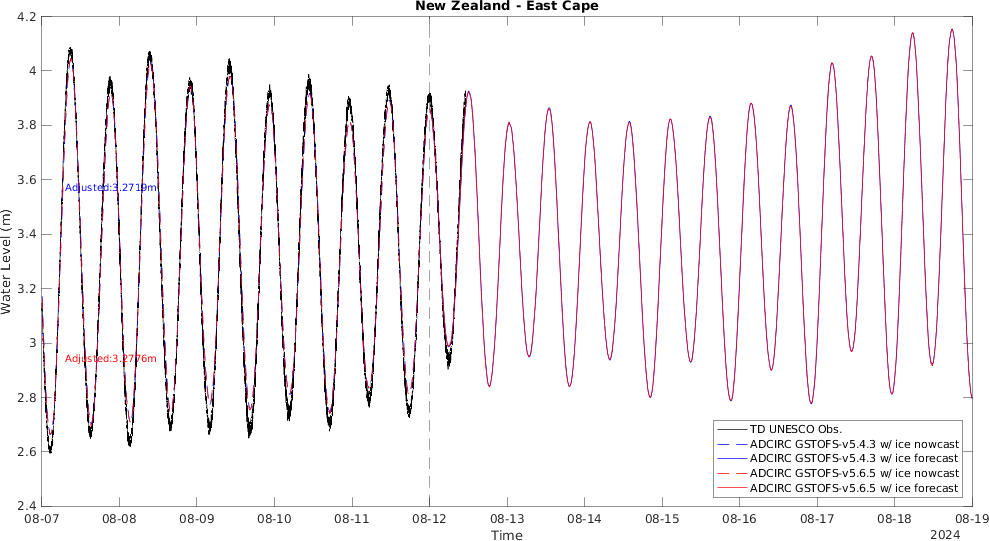 New Zealand - East Cape
4.2
4
3.8
3.6
3.4
3.2
3
2.8
2.6
2.4
Water Level (m)
Adjusted:3.2719m
Adjusted:3.2776m
TD UNESCO Obs.
ADCIRC GSTOFS-v5.4.3 w/ ice nowcast
ADCIRC GSTOFS-v5.4.3 w/ ice forecast
ADCIRC GSTOFS-v5.6.5 w/ ice nowcast
ADCIRC GSTOFS-v5.6.5 w/ ice forecast
08-07 08-08 08-09 08-10 08-11 08-12 08-13 08-14 08-15 08-16 08-17 08-18 08-19
Time
2024